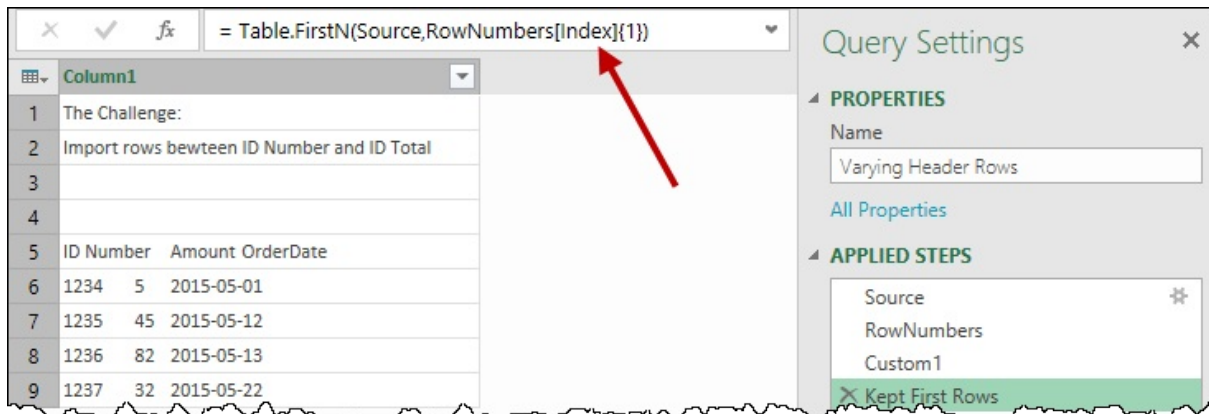 fx = Table.FirstN(Source,RowNumbers[Index]{1})
Column1
1 The Challenge:
2 Import rows bewteen ID Number and ID Total
3
4
5 ID Number Amount OrderDate
6 1234 5 2015-05-01
7 1235 45 2015-05-12
8 1236 82 2015-05-13
9 1237 32 2015-05-22
Query Settings
PROPERTIES
Name
Varying Header Rows
All Properties
APPLIED STEPS
Source
RowNumbers
Custom1
Kept First Rows